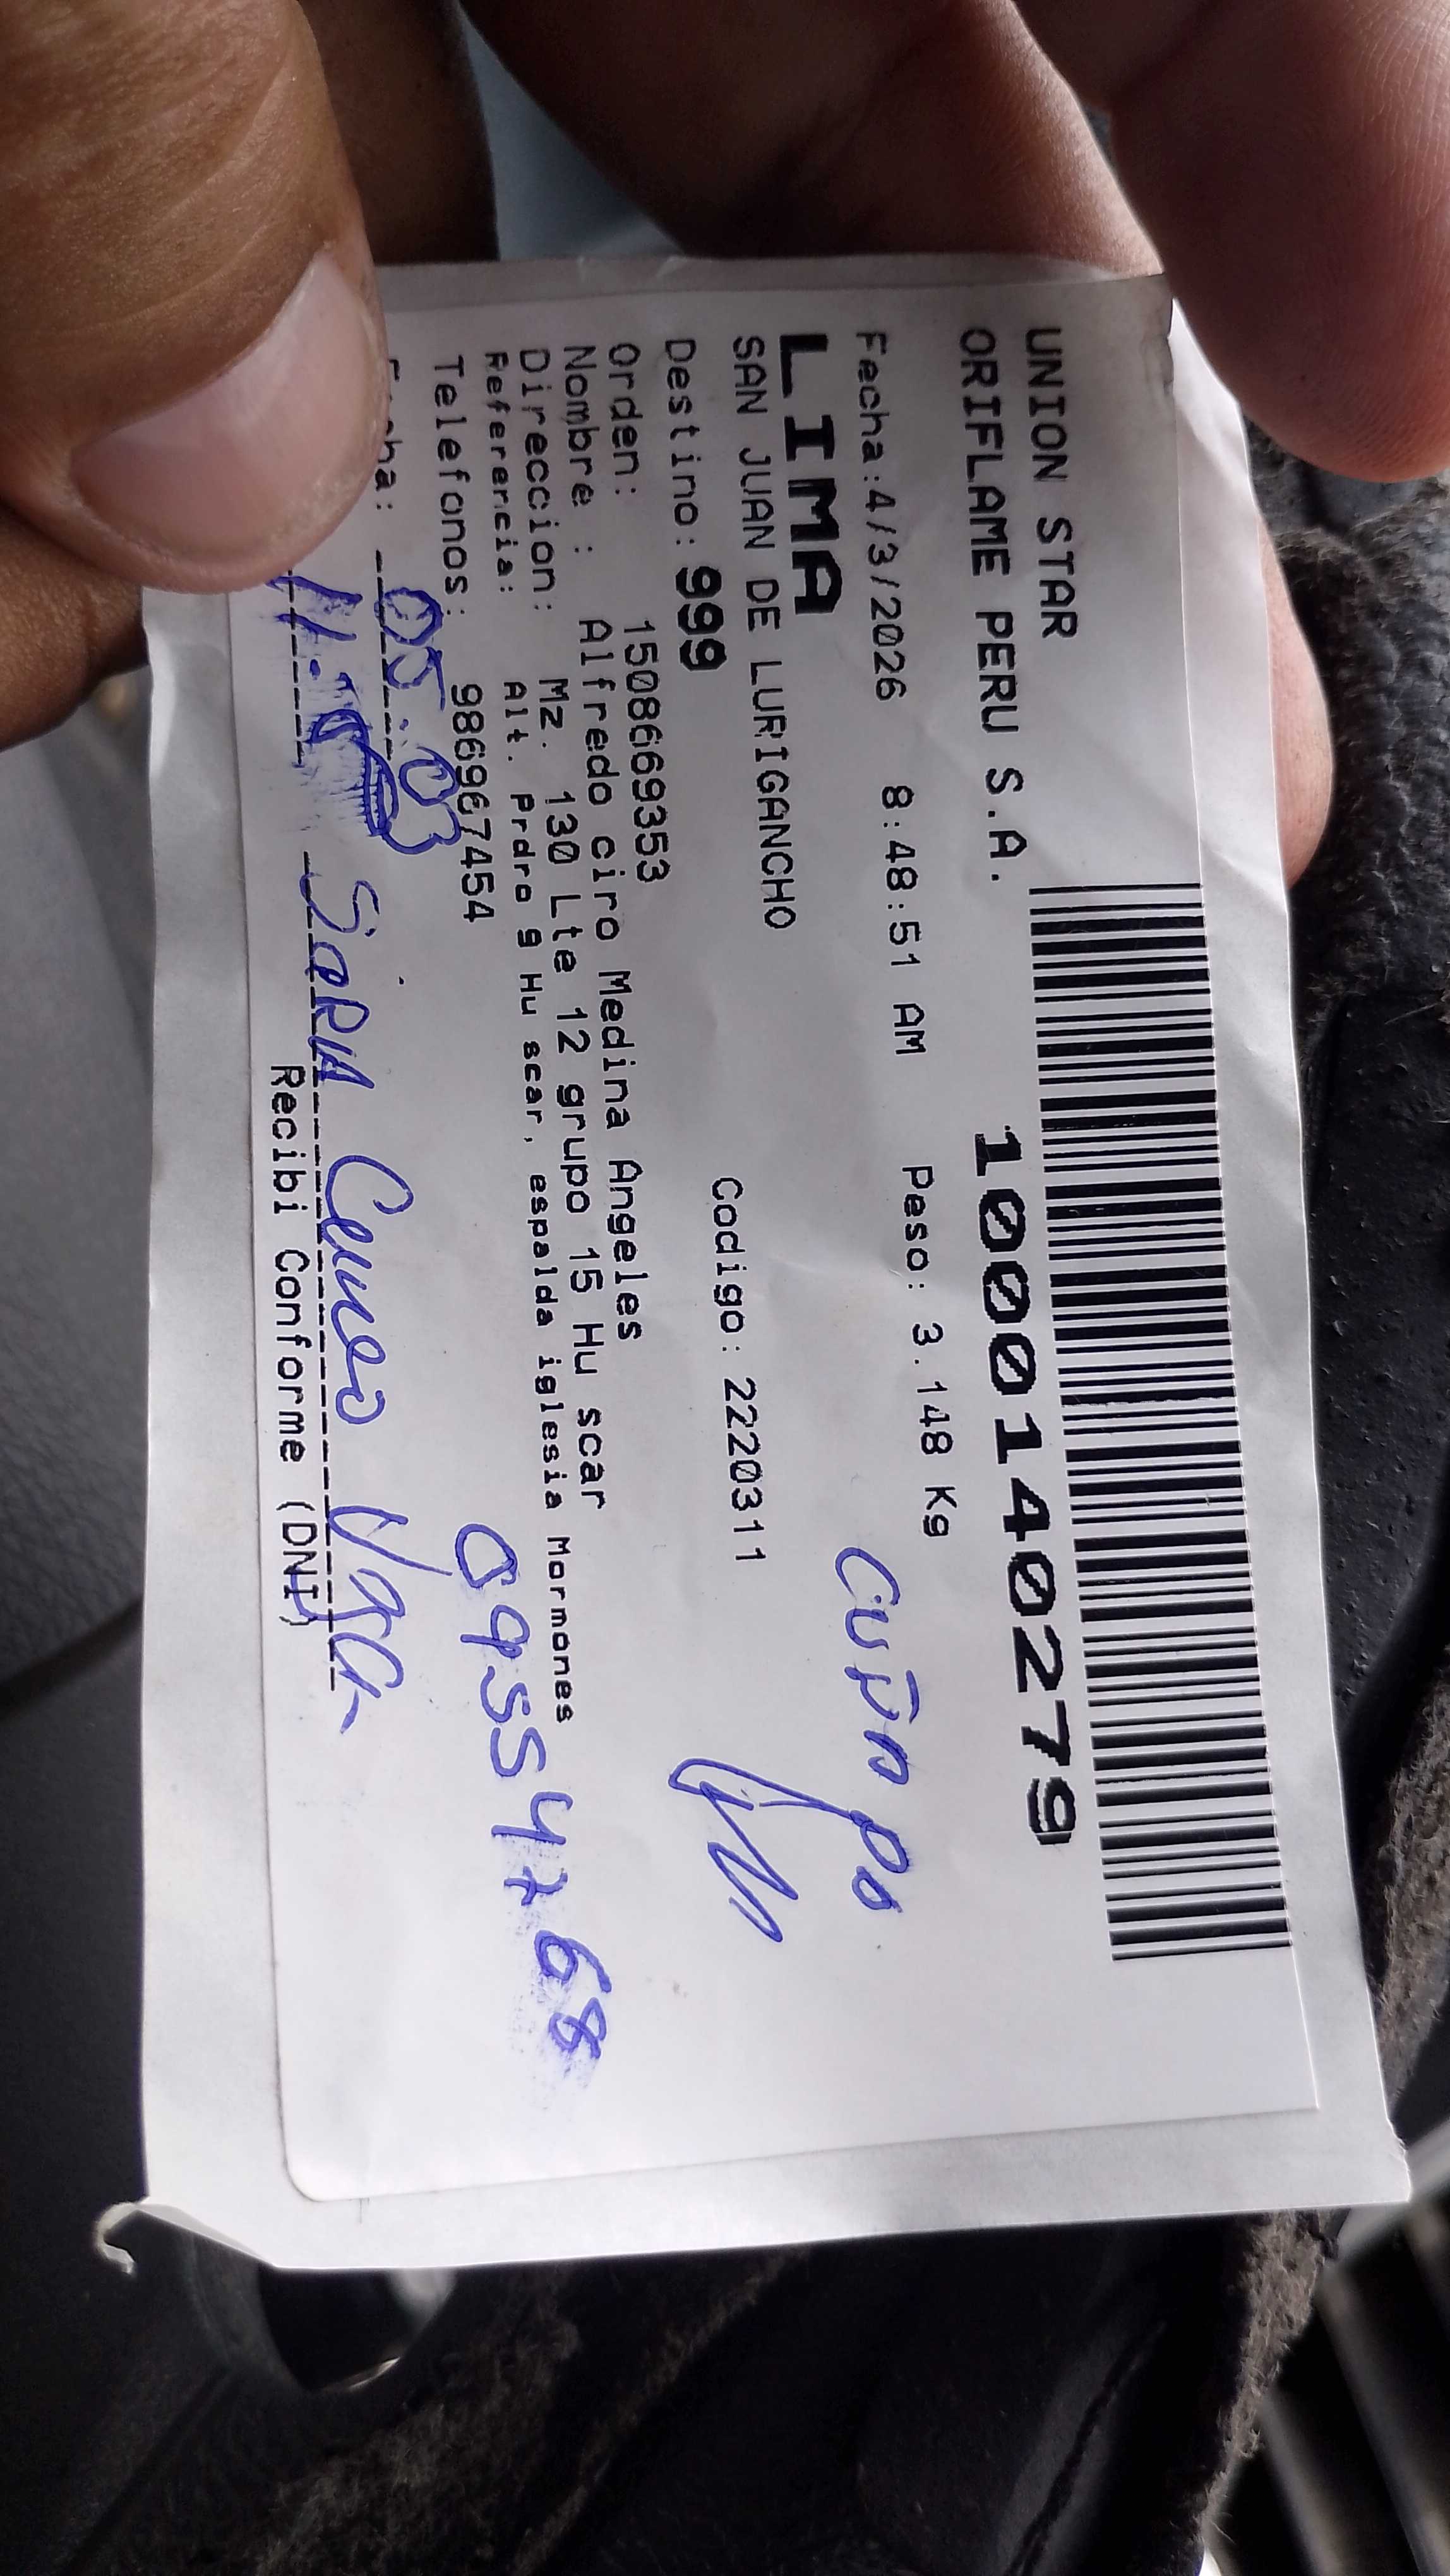 UNION STAR
ORIFLAME PERU S.A.
1000140279
Fecha:4/3/2026 8:48:51 AM Peso: 3.148 Kg
LIMA
SAN JUAN DE LURIGANCHO
Destino: 999 Codigo: 2220311
Orden: 1508669353
Nombre : Alfredo ciro Medina Angeles
Direccion: Mz. 130 Lte 12 grupo 15 Hu scar
Referencia: Alt. Prdro 9 Hu scar, espalda iglesia Mormones
Telefonos: 986967454
09554768
05.03
Recibi Conforme (DNI)